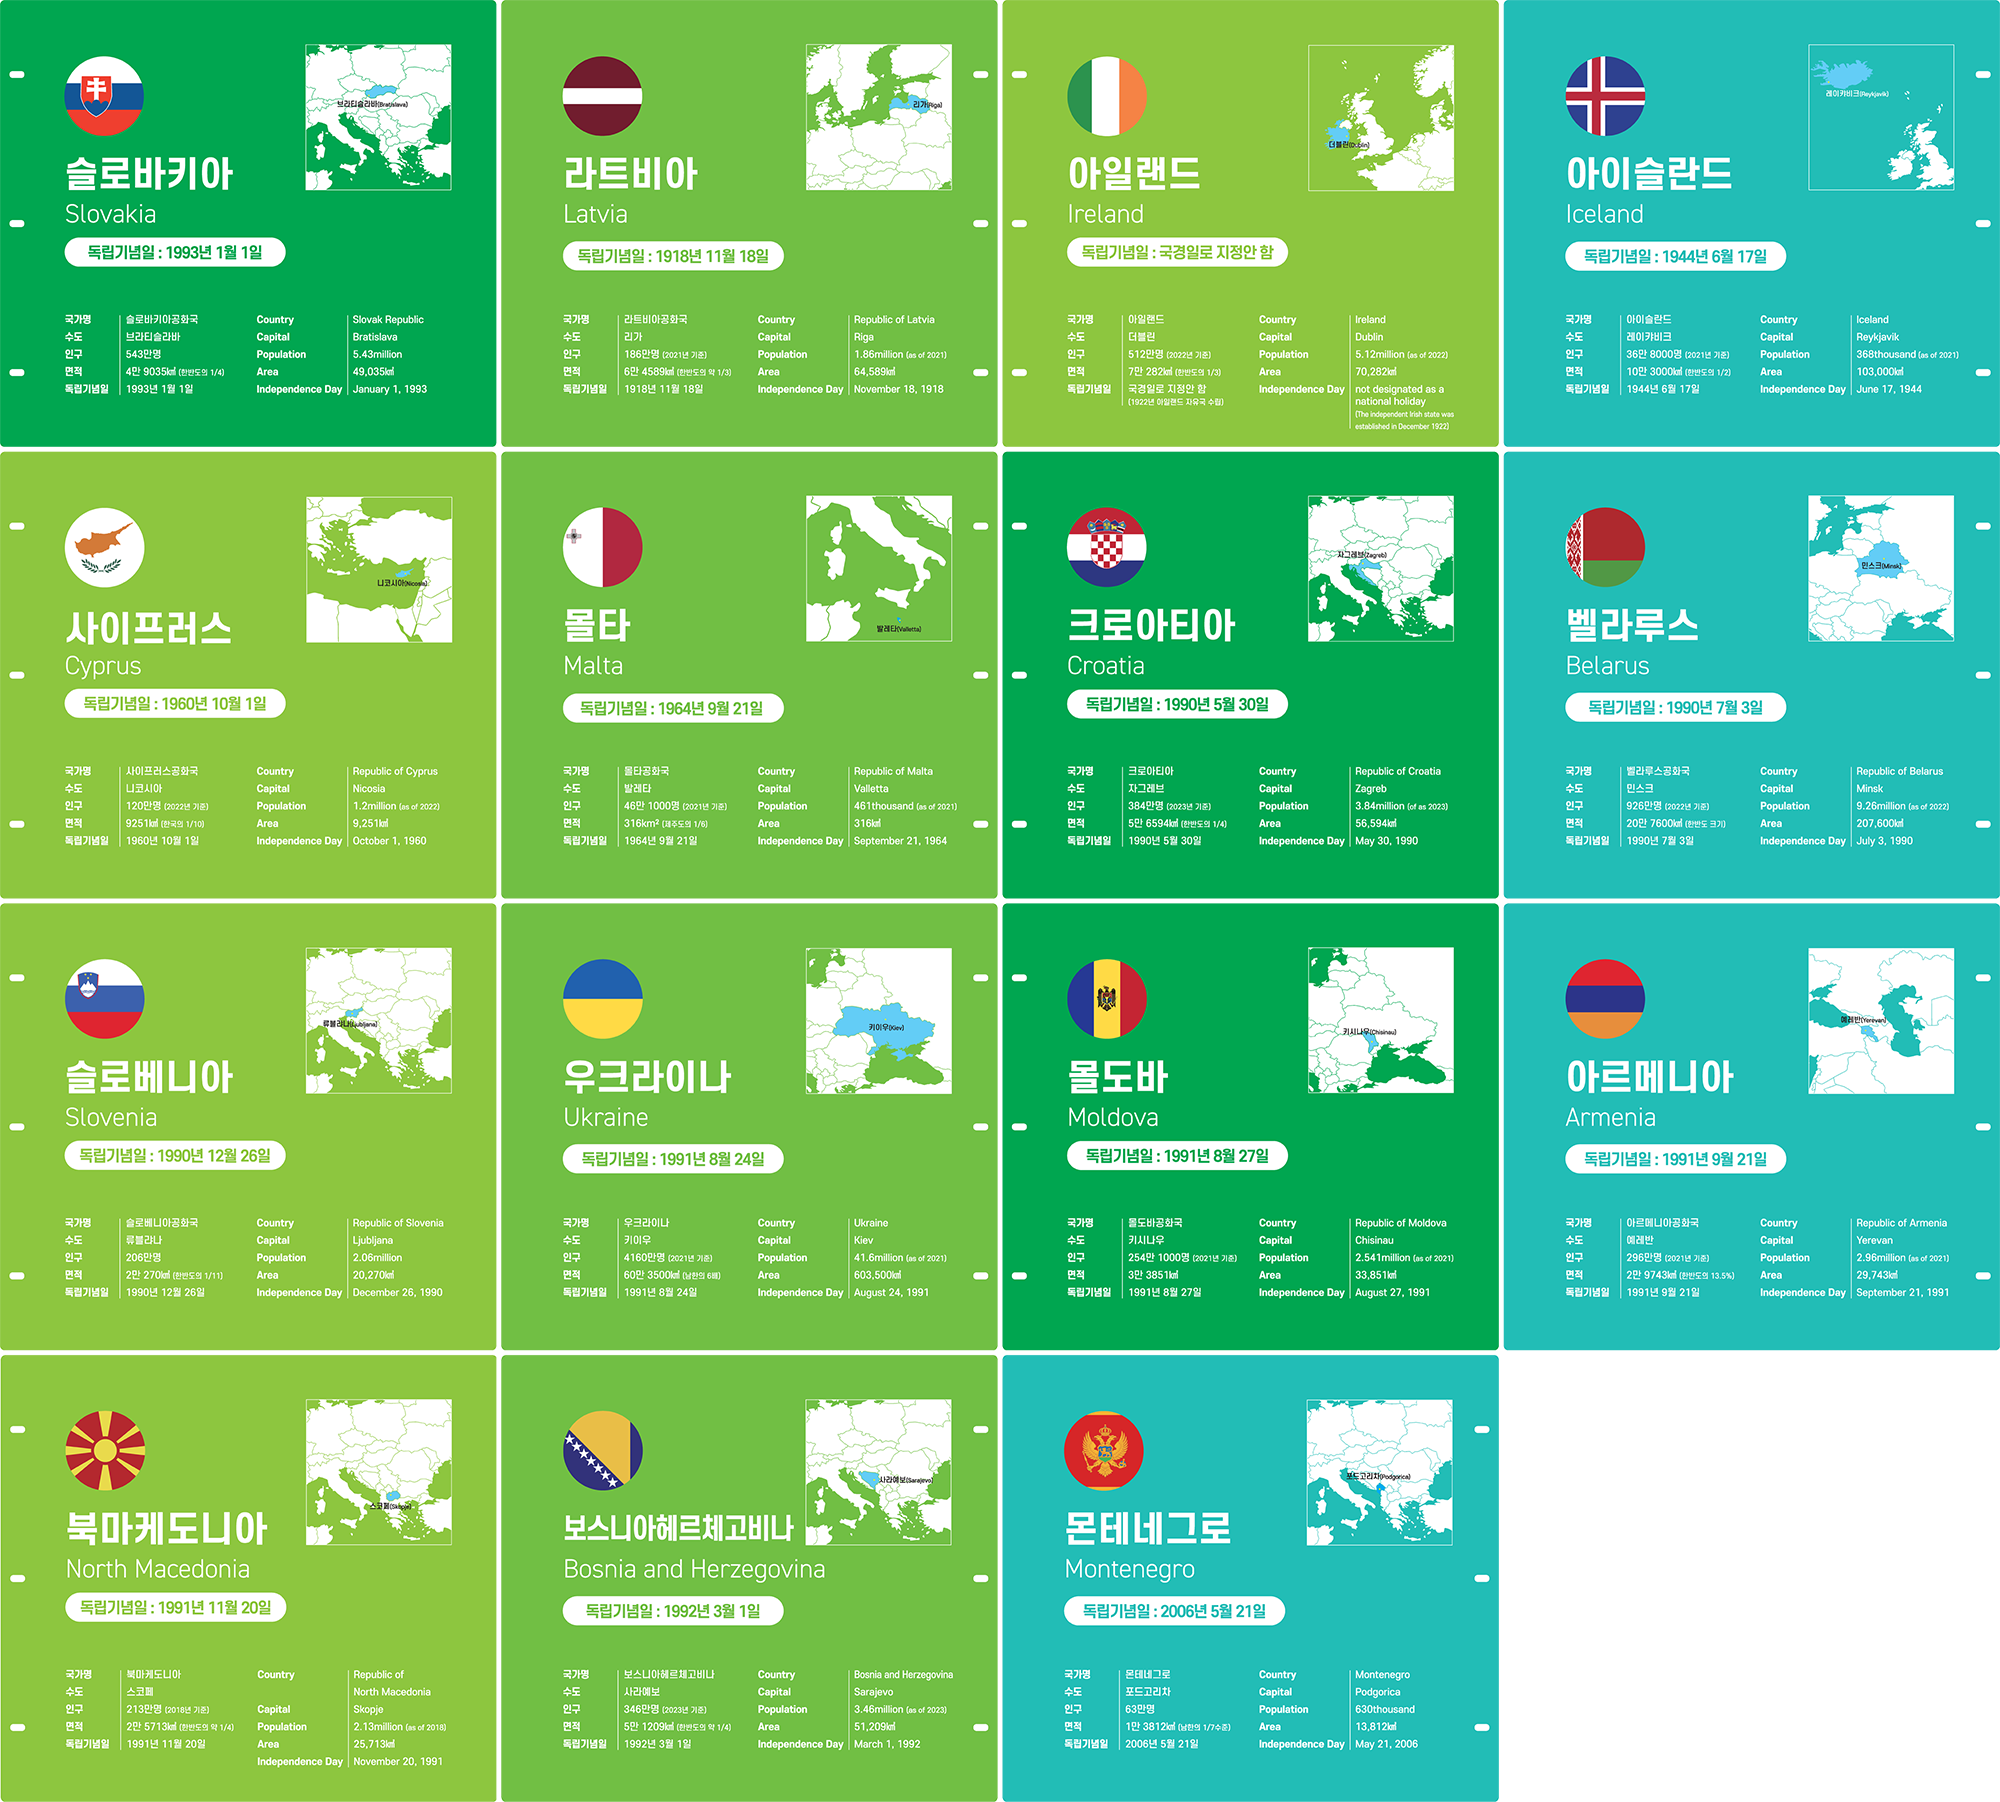 브라티슬라바(Bratislava)
슬로바키아
Slovakia
독립기념일 : 1993년 1월 1일
국가명 슬로바키아공화국 Country Slovak Republic
수도 브라티슬라바 Capital Bratislava
인구 543만명 Population 5.43million
면적 4만 9035㎢ (한반도의 1/4) Area 49,035㎢
독립기념일 1993년 1월 1일 Independence Day January 1, 1993
리가(Riga)
라트비아
Latvia
독립기념일 : 1918년 11월 18일
국가명 라트비아공화국 Country Republic of Latvia
수도 리가 Capital Riga
인구 186만명 (2021년 기준) Population 1.86million (as of 2021)
면적 6만 4589㎢ (한반도의 약 1/3) Area 64,589㎢
독립기념일 1918년 11월 18일 Independence Day November 18, 1918
더블린(Dublin)
아일랜드
Ireland
독립기념일 : 국경일로 지정안 함
국가명 아일랜드 Country Ireland
수도 더블린 Capital Dublin
인구 512만명 (2022년 기준) Population 5.12million (as of 2022)
면적 7만 282㎢ (한반도의 1/3) Area 70,282㎢
독립기념일 국경일로 지정안 함 Independence Day not designated as a
(1922년 아일랜드 자유국 수립) national holiday
(The independent Irish state was
established in December 1922)
레이캬비크(Reykjavik)
아이슬란드
Iceland
독립기념일 : 1944년 6월 17일
국가명 아이슬란드 Country Iceland
수도 레이캬비크 Capital Reykjavik
인구 36만 8000명 (2021년 기준) Population 368thousand (as of 2021)
면적 10만 3000㎢ (한반도의 1/2) Area 103,000㎢
독립기념일 1944년 6월 17일 Independence Day June 17, 1944
니코시아(Nicosia)
사이프러스
Cyprus
독립기념일 : 1960년 10월 1일
국가명 사이프러스공화국 Country Republic of Cyprus
수도 니코시아 Capital Nicosia
인구 120만명 (2022년 기준) Population 1.2million (as of 2022)
면적 9251㎢ (한국의 1/10) Area 9,251㎢
독립기념일 1960년 10월 1일 Independence Day October 1, 1960
발레타(Valletta)
몰타
Malta
독립기념일 : 1964년 9월 21일
국가명 몰타공화국 Country Republic of Malta
수도 발레타 Capital Valletta
인구 46만 1000명 (2021년 기준) Population 461thousand (as of 2021)
면적 316km² (제주도의 1/6) Area 316㎢
독립기념일 1964년 9월 21일 Independence Day September 21, 1964
자그레브(Zagreb)
크로아티아
Croatia
독립기념일 : 1990년 5월 30일
국가명 크로아티아 Country Republic of Croatia
수도 자그레브 Capital Zagreb
인구 384만명 (2023년 기준) Population 3.84million (of as 2023)
면적 5만 6594㎢ (한반도의 1/4) Area 56,594㎢
독립기념일 1990년 5월 30일 Independence Day May 30, 1990
민스크(Minsk)
벨라루스
Belarus
독립기념일 : 1990년 7월 3일
국가명 벨라루스공화국 Country Republic of Belarus
수도 민스크 Capital Minsk
인구 926만명 (2022년 기준) Population 9.26million (as of 2022)
면적 20만 7600㎢ (한반도 크기) Area 207,600㎢
독립기념일 1990년 7월 3일 Independence Day July 3, 1990
류블랴나(Ljubljana)
슬로베니아
Slovenia
독립기념일 : 1990년 12월 26일
국가명 슬로베니아공화국 Country Republic of Slovenia
수도 류블랴나 Capital Ljubljana
인구 206만명 Population 2.06million
면적 2만 270㎢ (한반도의 1/11) Area 20,270㎢
독립기념일 1990년 12월 26일 Independence Day December 26, 1990
키이우(Kiev)
우크라이나
Ukraine
독립기념일 : 1991년 8월 24일
국가명 우크라이나 Country Ukraine
수도 키이우 Capital Kiev
인구 4160만명 (2021년 기준) Population 41.6million (as of 2021)
면적 60만 3500㎢ (남한의 6배) Area 603,500㎢
독립기념일 1991년 8월 24일 Independence Day August 24, 1991
키시나우(Chisinau)
몰도바
Moldova
독립기념일 : 1991년 8월 27일
국가명 몰도바공화국 Country Republic of Moldova
수도 키시나우 Capital Chisinau
인구 254만 1000명 (2021년 기준) Population 2.541million (as of 2021)
면적 3만 3851㎢ Area 33,851㎢
독립기념일 1991년 8월 27일 Independence Day August 27, 1991
예레반(Yerevan)
아르메니아
Armenia
독립기념일 : 1991년 9월 21일
국가명 아르메니아공화국 Country Republic of Armenia
수도 예레반 Capital Yerevan
인구 296만명 (2021년 기준) Population 2.96million (as of 2021)
면적 2만 9743㎢ (한반도의 13.5%) Area 29,743㎢
독립기념일 1991년 9월 21일 Independence Day September 21, 1991
스코페(Skopje)
북마케도니아
North Macedonia
독립기념일 : 1991년 11월 20일
국가명 북마케도니아 Country Republic of
수도 스코페 North Macedonia
인구 213만명 (2018년 기준) Capital Skopje
면적 2만 5713㎢ (한반도의 약 1/4) Population 2.13million (as of 2018)
독립기념일 1991년 11월 20일 Area 25,713㎢
Independence Day November 20, 1991
사라예보(Sarajevo)
보스니아헤르체고비나
Bosnia and Herzegovina
독립기념일 : 1992년 3월 1일
국가명 보스니아헤르체고비나 Country Bosnia and Herzegovina
수도 사라예보 Capital Sarajevo
인구 346만명 (2023년 기준) Population 3.46million (as of 2023)
면적 5만 1209㎢ (한반도의 약 1/4) Area 51,209㎢
독립기념일 1992년 3월 1일 Independence Day March 1, 1992
포드고리차(Podgorica)
몬테네그로
Montenegro
독립기념일 : 2006년 5월 21일
국가명 몬테네그로 Country Montenegro
수도 포드고리차 Capital Podgorica
인구 63만명 Population 630thousand
면적 1만 3812㎢ (남한의 1/7수준) Area 13,812㎢
독립기념일 2006년 5월 21일 Independence Day May 21, 2006